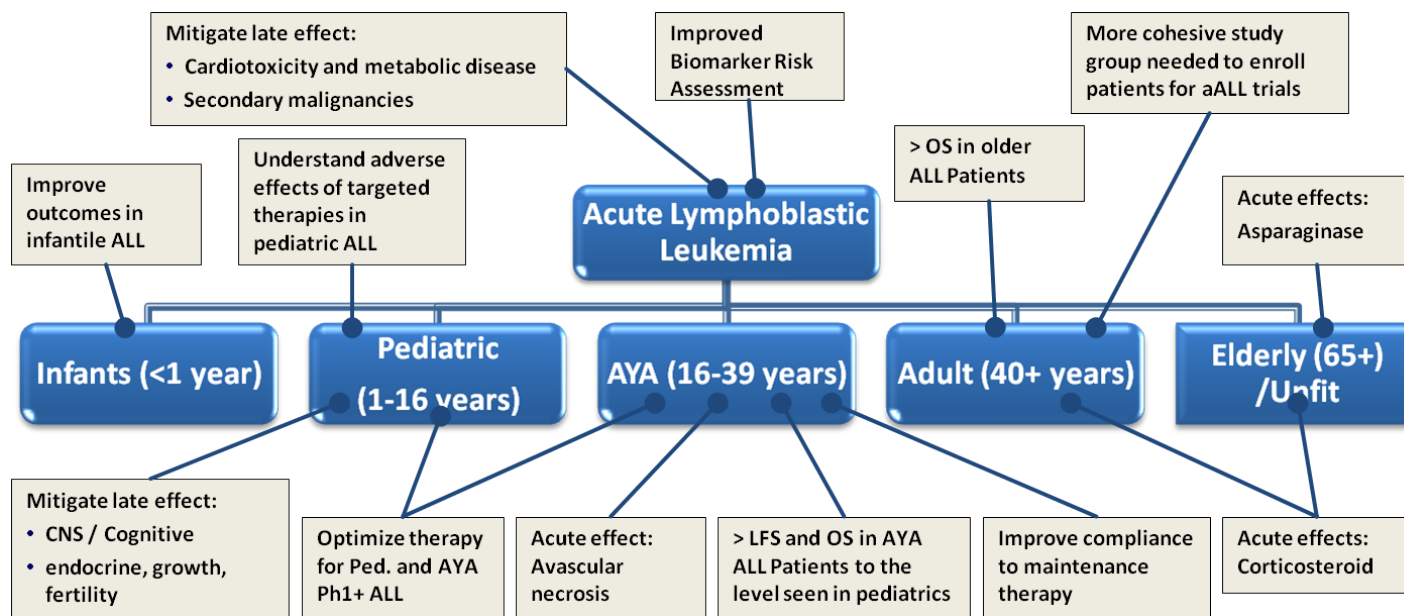 Mitigate late effect:
• Cardiotoxicity and metabolic disease
• Secondary malignancies
Improved
Biomarker Risk
Assessment
More cohesive study
group needed to enroll
patients for aALL trials
Improve
outcomes in
infantile ALL
Understand adverse
effects of targeted
therapies in
pediatric ALL
> OS in older
ALL Patients
Acute effects:
Asparaginase
Acute Lymphoblastic
Leukemia
Infants (<1 year)
Pediatric
(1-16 years)
AYA (16-39 years)
Adult (40+ years)
Elderly (65+)
/Unfit
Mitigate late effect:
• CNS / Cognitive
• endocrine, growth,
fertility
Optimize therapy
for Ped. and AYA
Ph1+ ALL
Acute effect:
Avascular
necrosis
> LFS and OS in AYA
ALL Patients to the
level seen in pediatrics
Improve compliance
to maintenance
therapy
Acute effects:
Corticosteroid